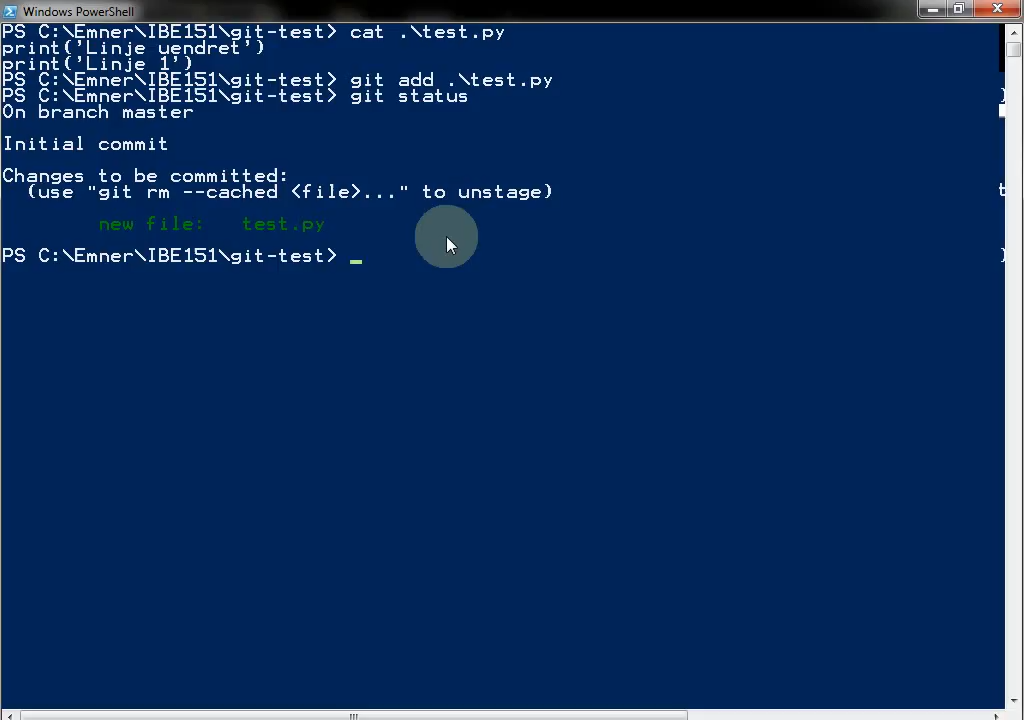 Windows PowerShell
PS C:\Emner\IBE151\git-test> cat .\test.py
print('Linje uendret')
print('Linje 1')
PS C:\Emner\IBE151\git-test> git add .\test.py
PS C:\Emner\IBE151\git-test> git status
On branch master
Initial commit
Changes to be committed:
(use "git rm --cached <file>..." to unstage)
new file: test.py
PS C:\Emner\IBE151\git-test> _